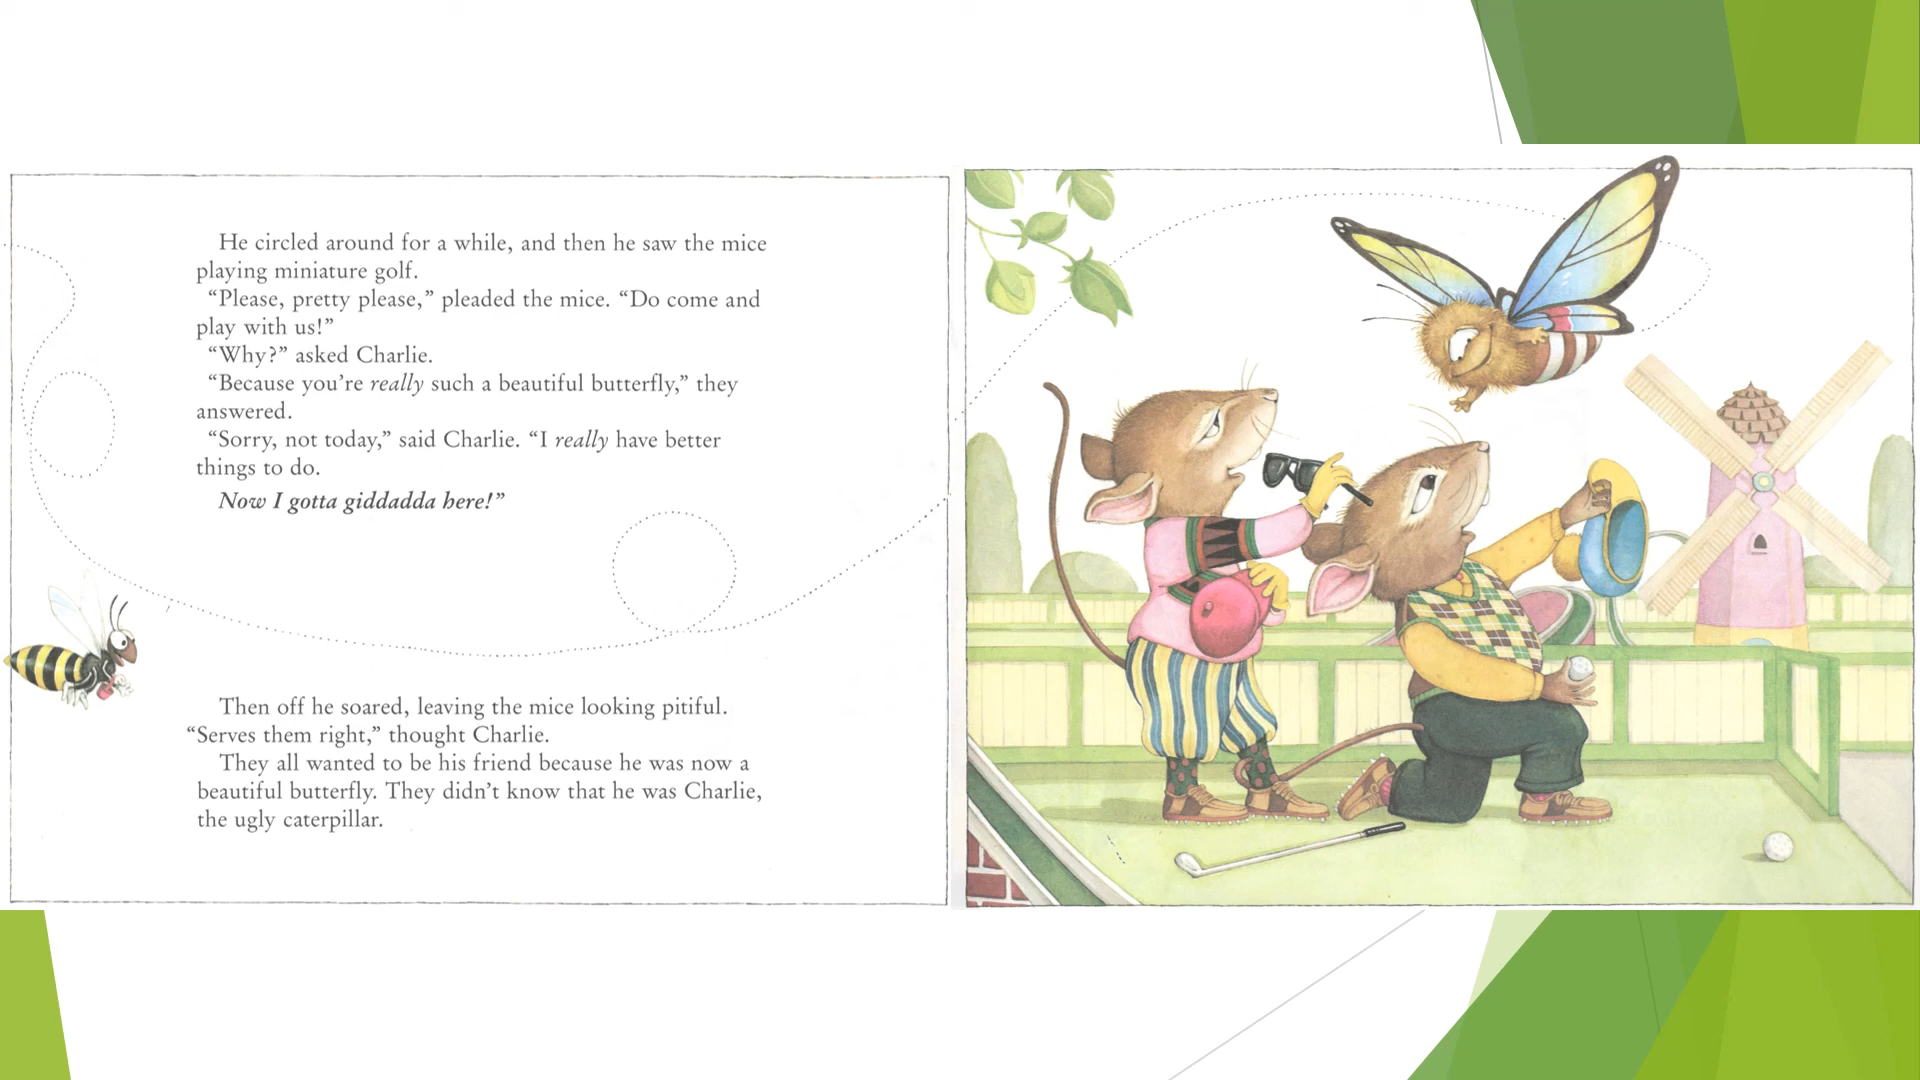 He circled around for a while, and then he saw the mice
playing miniature golf.
“Please, pretty please,” pleaded the mice. “Do come and
play with us!”
“Why?” asked Charlie.
“Because you’re really such a beautiful butterfly,” they
answered.
“Sorry, not today,” said Charlie. “I really have better
things to do.
Now I gotta giddadda here!”
Then off he soared, leaving the mice looking pitiful.
“Serves them right,” thought Charlie.
They all wanted to be his friend because he was now a
beautiful butterfly. They didn’t know that he was Charlie,
the ugly caterpillar.